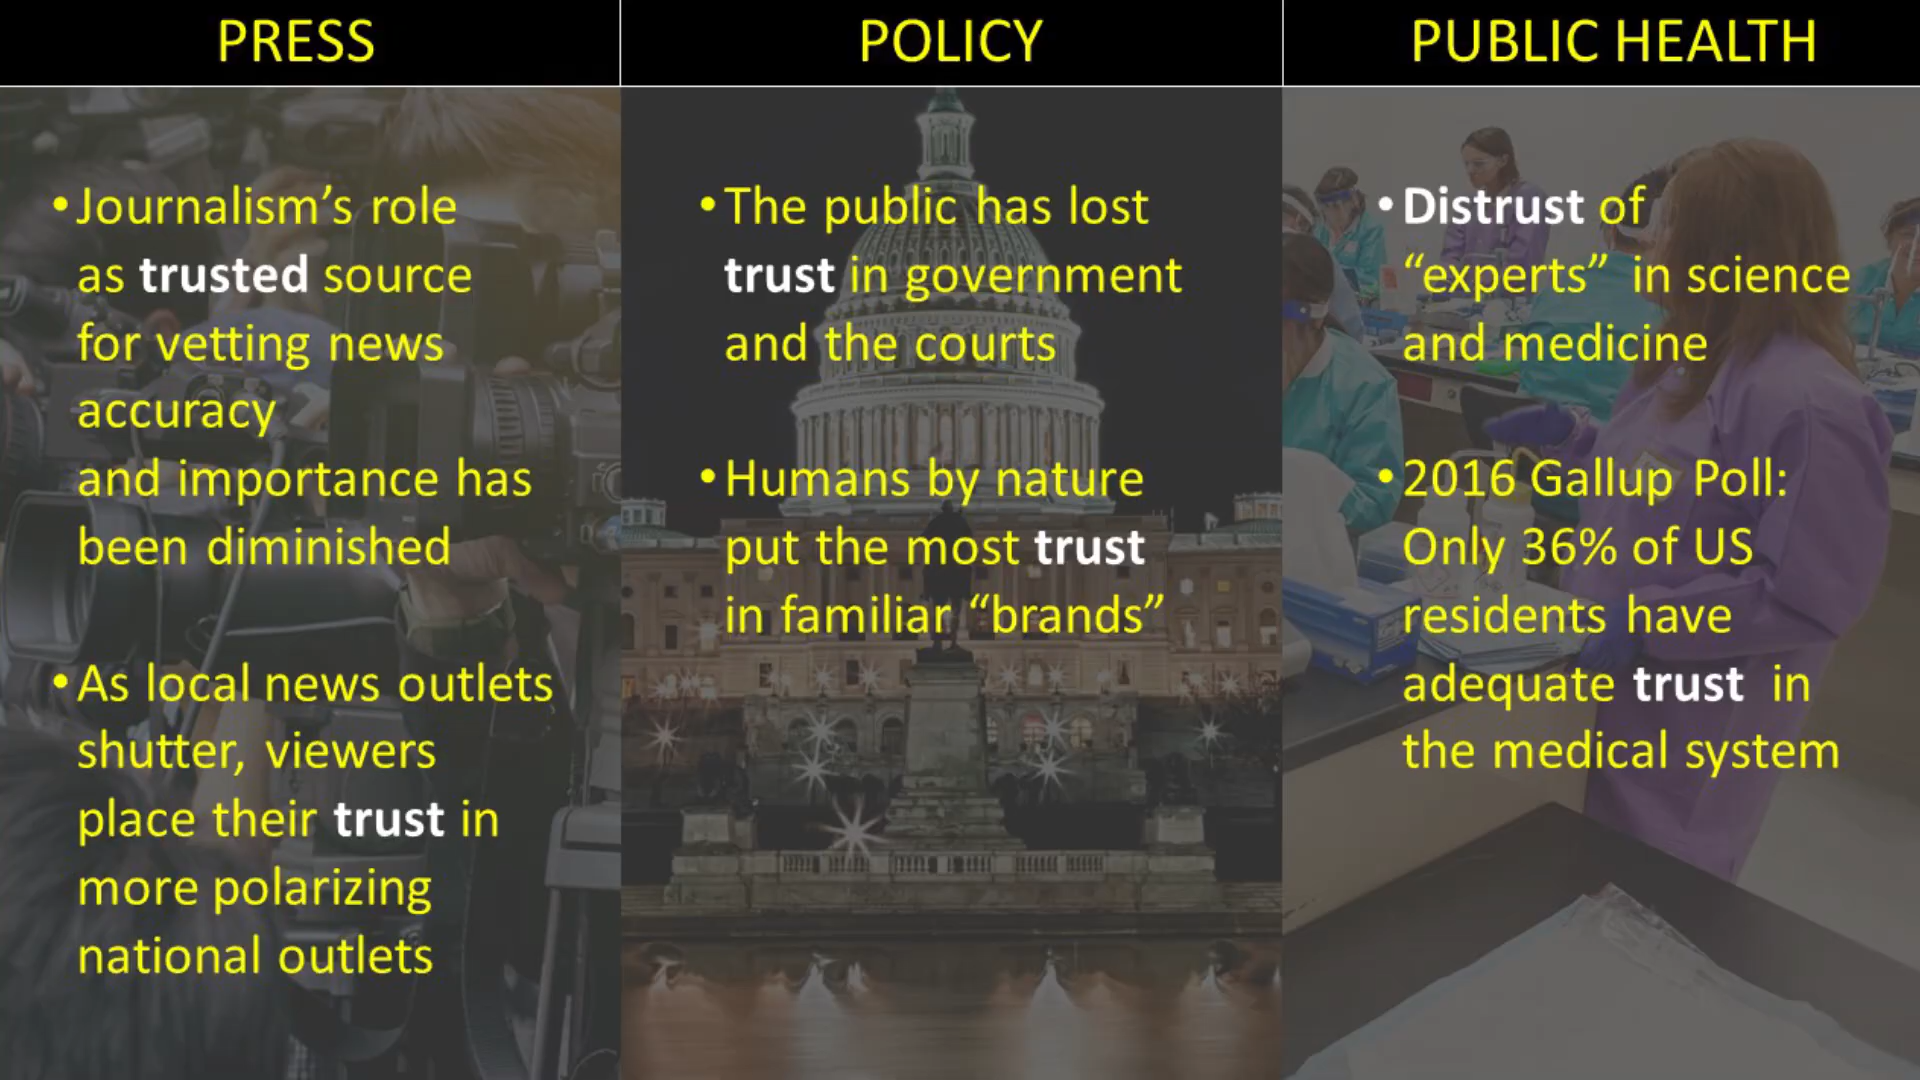 PRESS
POLICY
PUBLIC HEALTH
•Journalism’s role
as trusted source
for vetting news
accuracy
and importance has
been diminished
•As local news outlets
shutter, viewers
place their trust in
more polarizing
national outlets
•The public has lost
trust in government
and the courts
•Humans by nature
put the most trust
in familiar “brands”
•Distrust of
“experts” in science
and medicine
•2016 Gallup Poll:
Only 36% of US
residents have
adequate trust in
the medical system